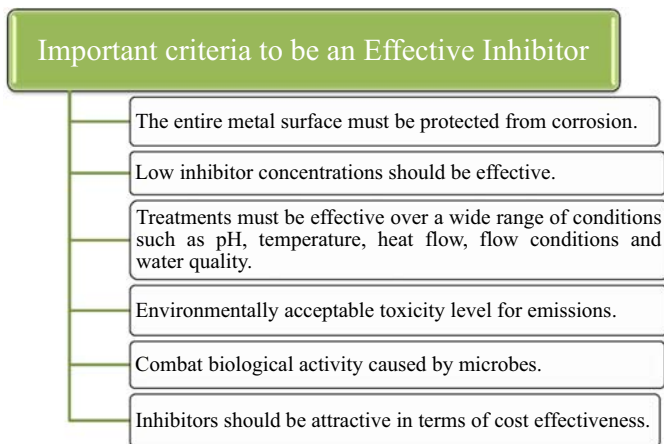 Important criteria to be an Effective Inhibitor
The entire metal surface must be protected from corrosion.
Low inhibitor concentrations should be effective.
Treatments must be effective over a wide range of conditions
such as pH, temperature, heat flow, flow conditions and
water quality.
Environmentally acceptable toxicity level for emissions.
Combat biological activity caused by microbes.
Inhibitors should be attractive in terms of cost effectiveness.